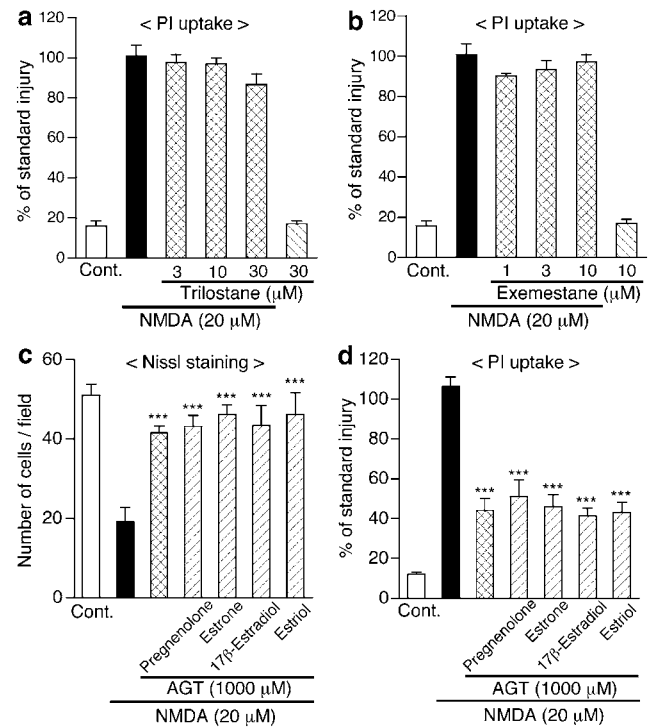 a
< PI uptake >
% of standard injury
120
100
80
60
40
20
0
Cont.
3 10 30 30
Trilostane (μM)
NMDA (20 μM)
b
< PI uptake >
% of standard injury
120
100
80
60
40
20
0
Cont.
1 3 10 10
Exemestane (μM)
NMDA (20 μM)
c
< Nissl staining >
Number of cells / field
60
40
20
0
*** *** *** *** ***
Cont.
Pregnenolone
Estrone
17β-Estradiol
Estriol
AGT (1000 μM)
NMDA (20 μM)
d
< PI uptake >
% of standard injury
120
100
80
60
40
20
0
*** *** *** *** ***
Cont.
Pregnenolone
Estrone
17β-Estradiol
Estriol
AGT (1000 μM)
NMDA (20 μM)